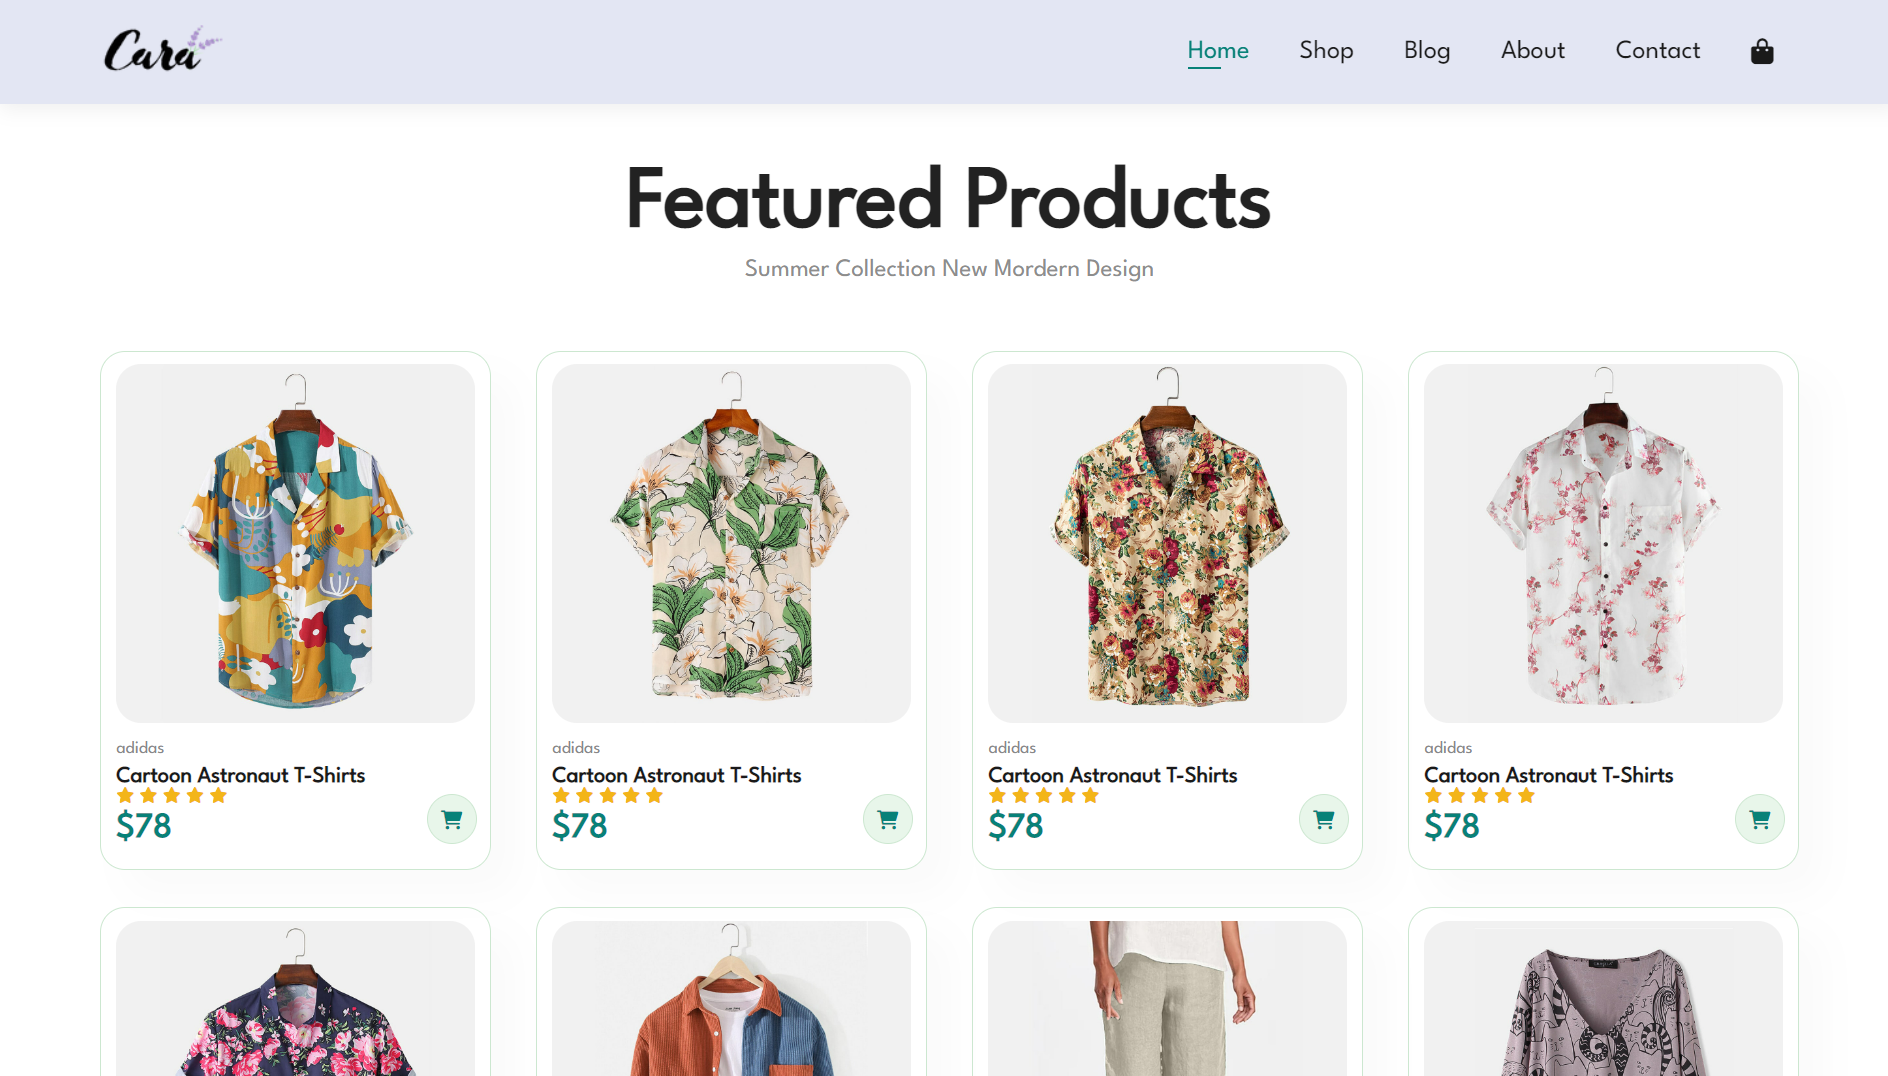 Cara
Home Shop Blog About Contact
Featured Products
Summer Collection New Mordern Design
adidas
Cartoon Astronaut T-Shirts
$78
adidas
Cartoon Astronaut T-Shirts
$78
adidas
Cartoon Astronaut T-Shirts
$78
adidas
Cartoon Astronaut T-Shirts
$78